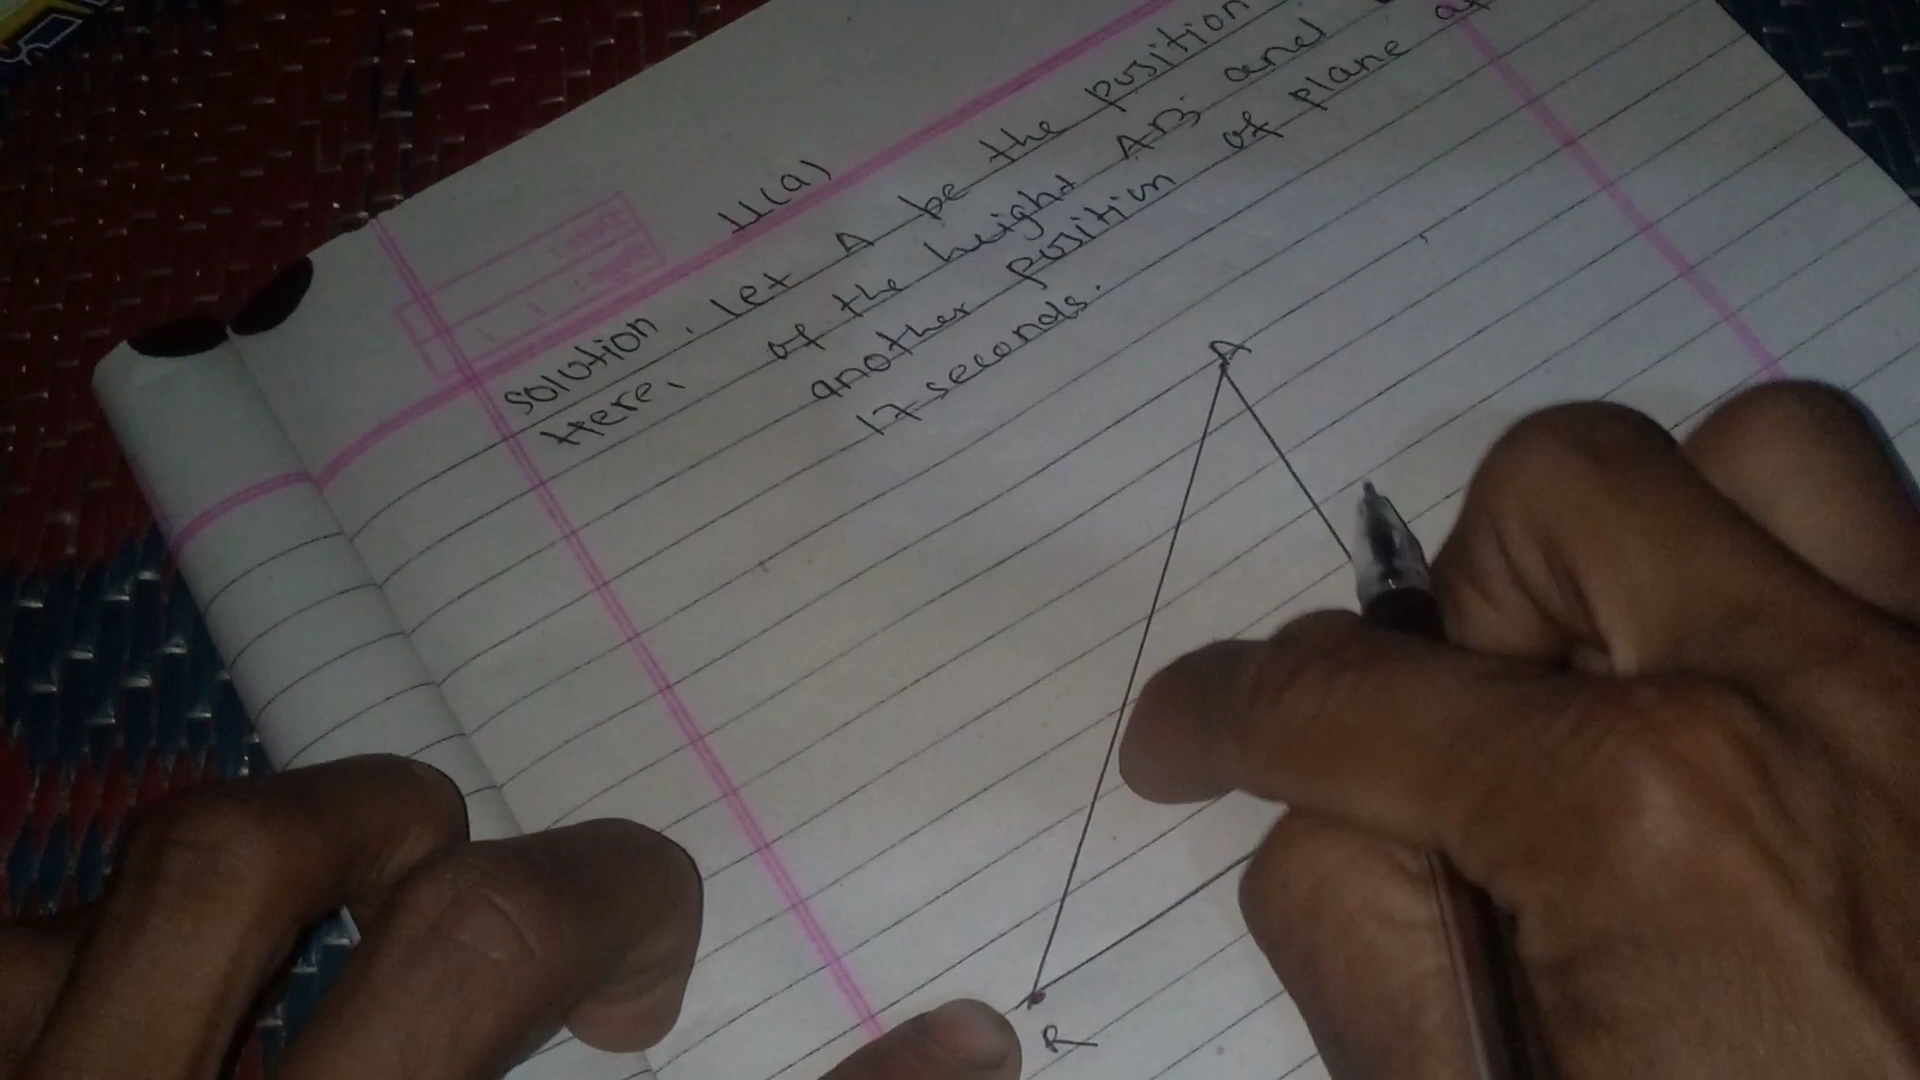 11(a)
solution
Here, let A be the position
of the height AB and
another position of plane
17 seconds.
A
R